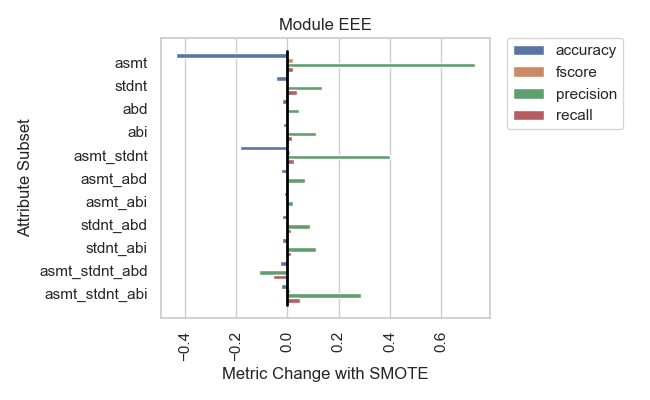 Module EEE
accuracy
fscore
precision
recall
Attribute Subset
asmt
stdnt
abd
abi
asmt_stdnt
asmt_abd
asmt_abi
stdnt_abd
stdnt_abi
asmt_stdnt_abd
asmt_stdnt_abi
−0.4
−0.2
0.0
0.2
0.4
0.6
Metric Change with SMOTE